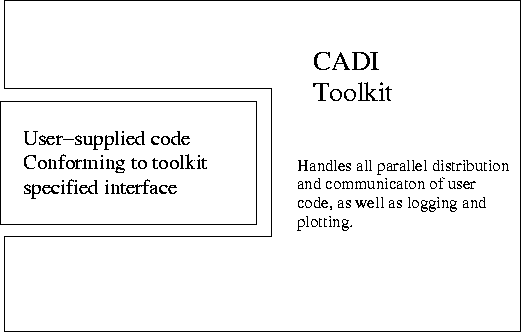 CADI
Toolkit
User−supplied code
Conforming to toolkit
specified interface
Handles all parallel distribution
and communicaton of user
code, as well as logging and
plotting.